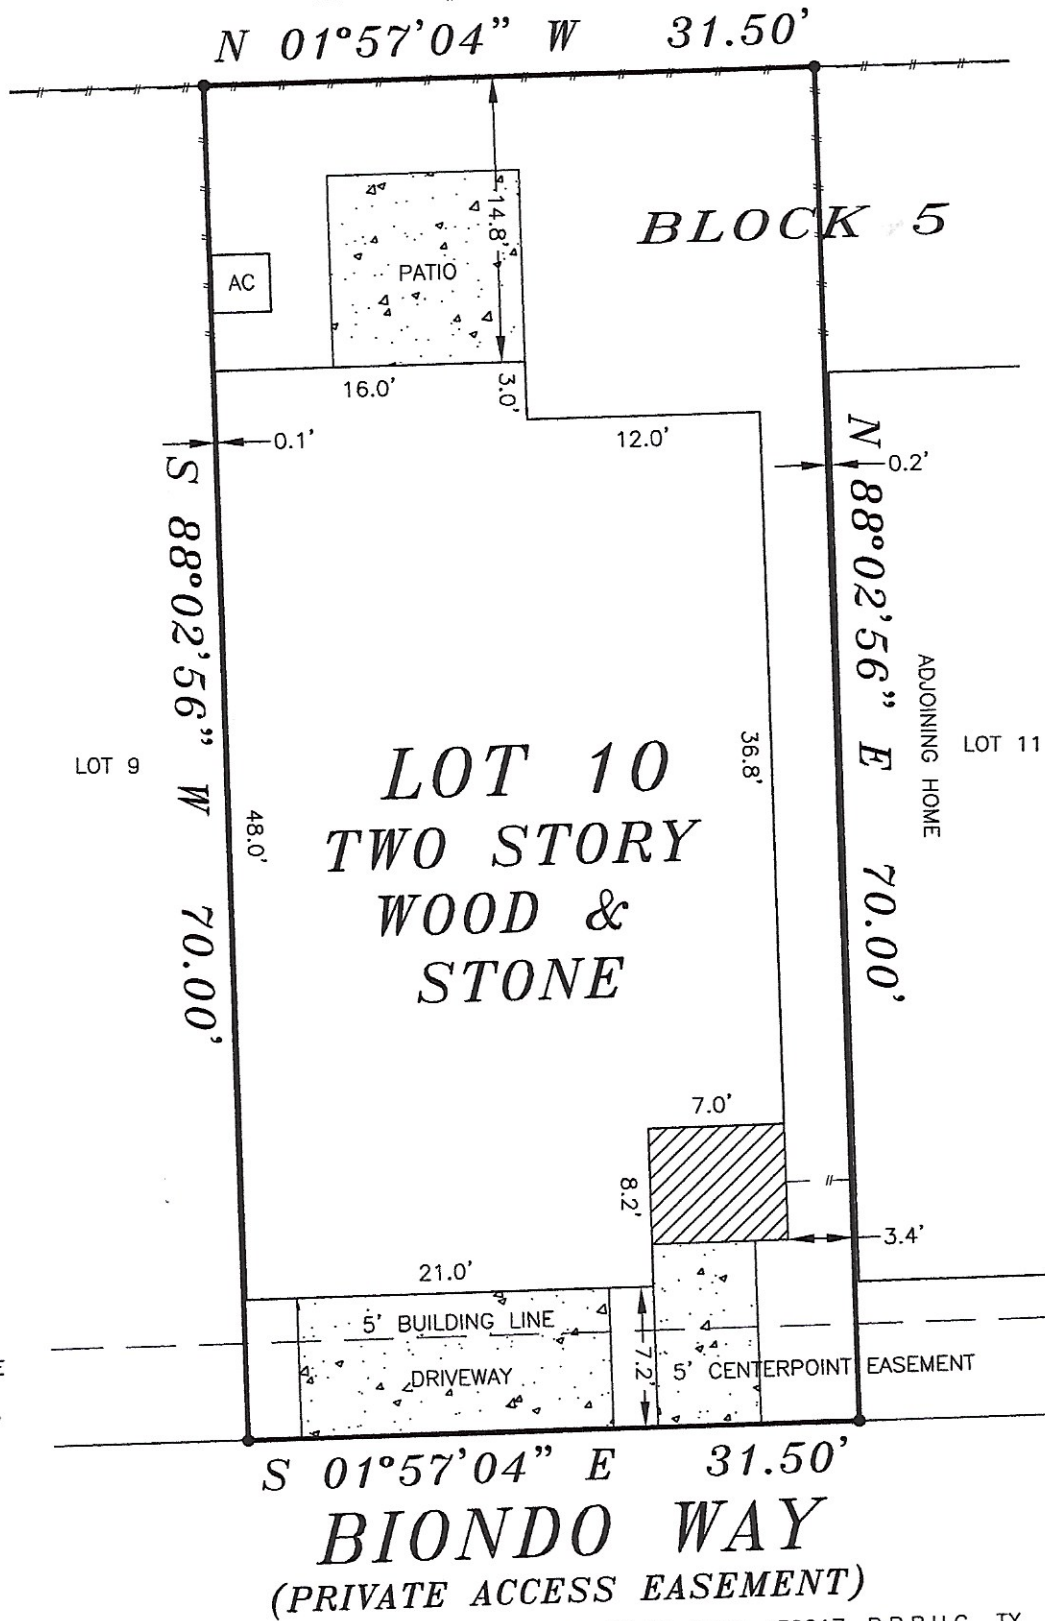 N 01°57'04" W 31.50'
14.8'
BLOCK 5
PATIO
AC
16.0'
3.0'
12.0'
0.1'
0.2'
S 88°02'56" W 70.00'
N 88°02'56" E 70.00'
ADJOINING HOME
LOT 9
LOT 11
36.8'
48.0'
LOT 10
TWO STORY
WOOD &
STONE
7.0'
8.2'
3.4'
21.0'
5' BUILDING LINE
7.2'
5' CENTERPOINT EASEMENT
DRIVEWAY
S 01°57'04" E 31.50'
BIONDO WAY
(PRIVATE ACCESS EASEMENT)